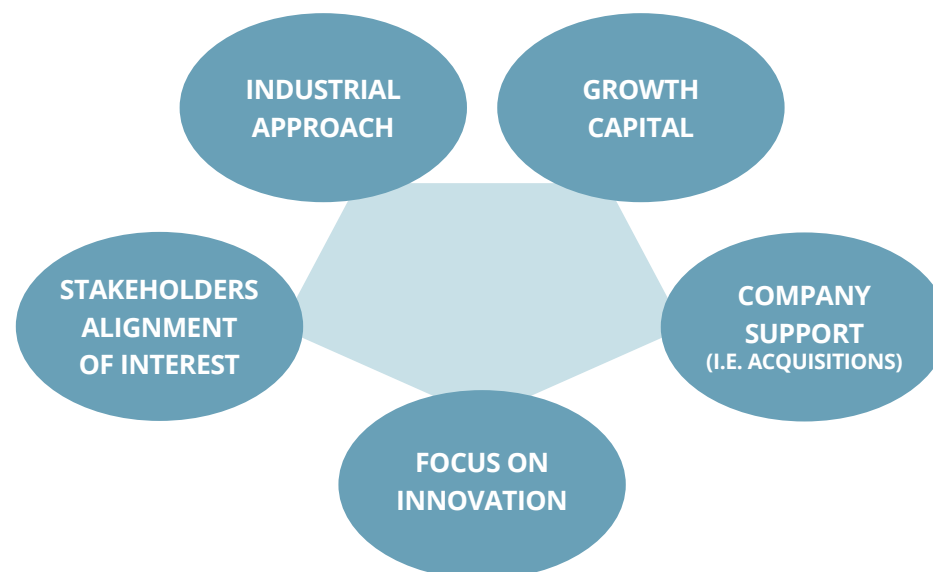 INDUSTRIAL
APPROACH
GROWTH
CAPITAL
STAKEHOLDERS
ALIGNMENT
OF INTEREST
COMPANY
SUPPORT
(I.E. ACQUISITIONS)
FOCUS ON
INNOVATION